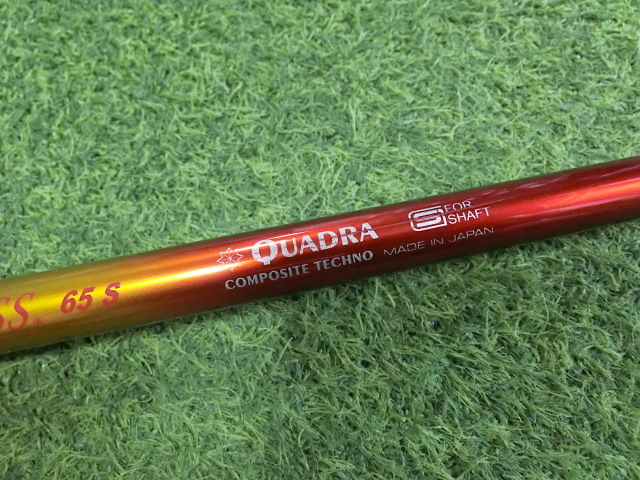 SS. 65 S
QUADRA
COMPOSITE TECHNO
FOR
SHAFT
MADE IN JAPAN